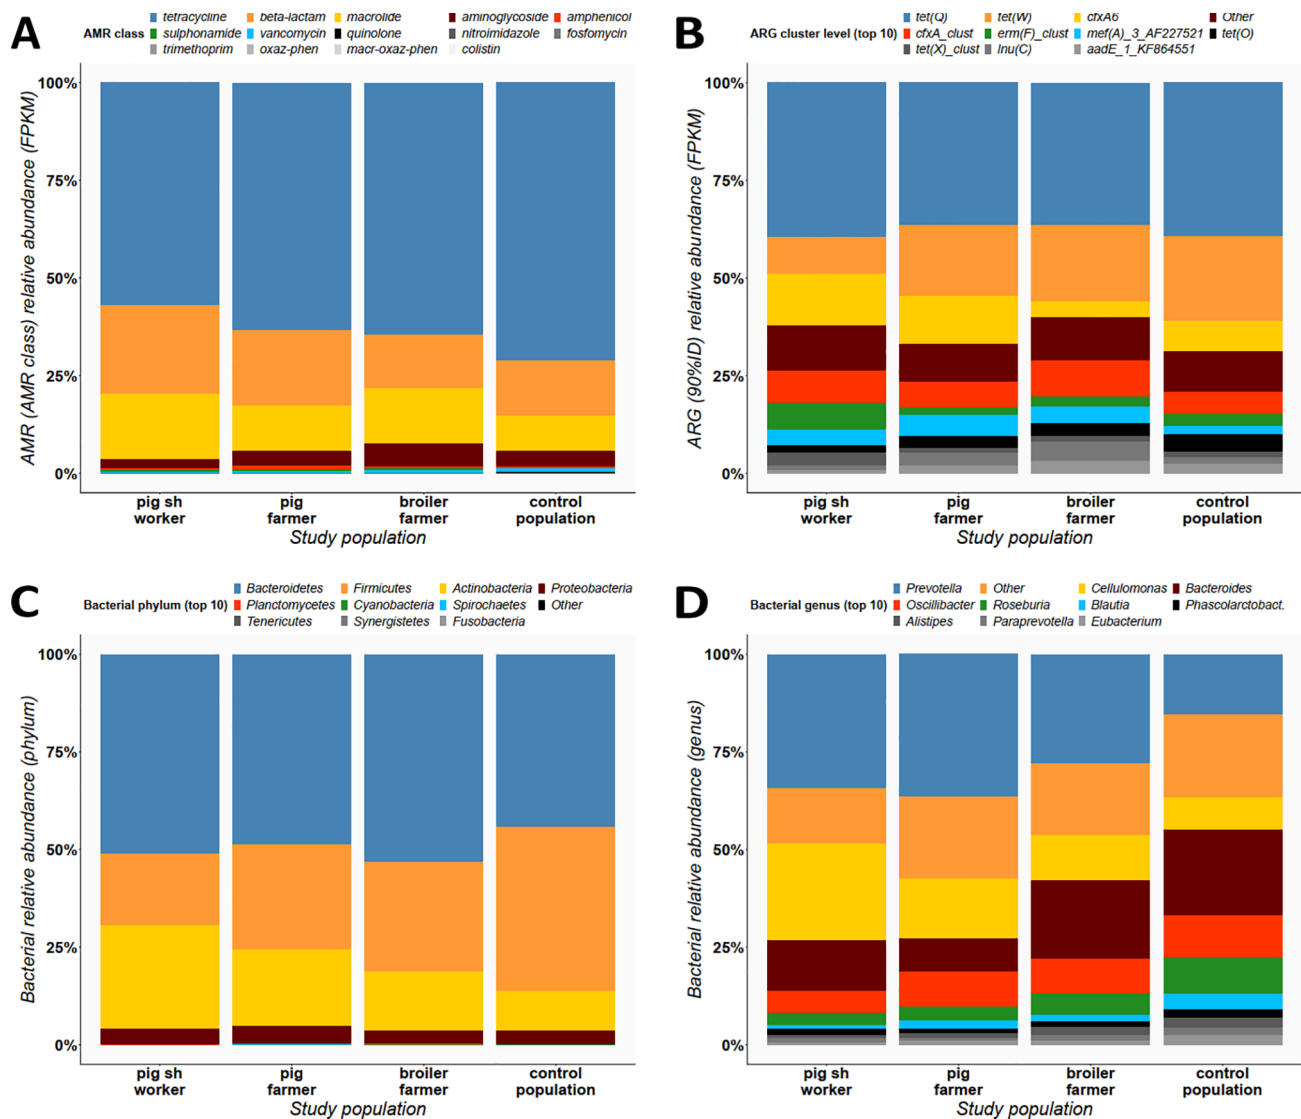 A
AMR class
tetracycline beta-lactam macrolide aminoglycoside amphenicol
sulphonamide vancomycin quinolone nitroimidazole fosfomycin
trimethoprim oxaz-phen macr-oxaz-phen colistin
AMR (AMR class) relative abundance (FPKM)
100%
75%
50%
25%
0%
pig sh worker
pig farmer
broiler farmer
control population
Study population
B
ARG cluster level (top 10)
tet(Q) tet(W) cfxA6 Other
cfxA_clust erm(F)_clust mef(A)_3_AF227521 tet(O)
tet(X)_clust lnu(C) aadE_1_KF864551
ARG (90%ID) relative abundance (FPKM)
100%
75%
50%
25%
0%
pig sh worker
pig farmer
broiler farmer
control population
Study population
C
Bacterial phylum (top 10)
Bacteroidetes Firmicutes Actinobacteria Proteobacteria
Planctomycetes Cyanobacteria Spirochaetes Other
Tenericutes Synergistetes Fusobacteria
Bacterial relative abundance (phylum)
100%
75%
50%
25%
0%
pig sh worker
pig farmer
broiler farmer
control population
Study population
D
Bacterial genus (top 10)
Prevotella Other Cellulomonas Bacteroides
Oscillibacter Roseburia Blautia Phascolarctobact.
Alistipes Paraprevotella Eubacterium
Bacterial relative abundance (genus)
100%
75%
50%
25%
0%
pig sh worker
pig farmer
broiler farmer
control population
Study population